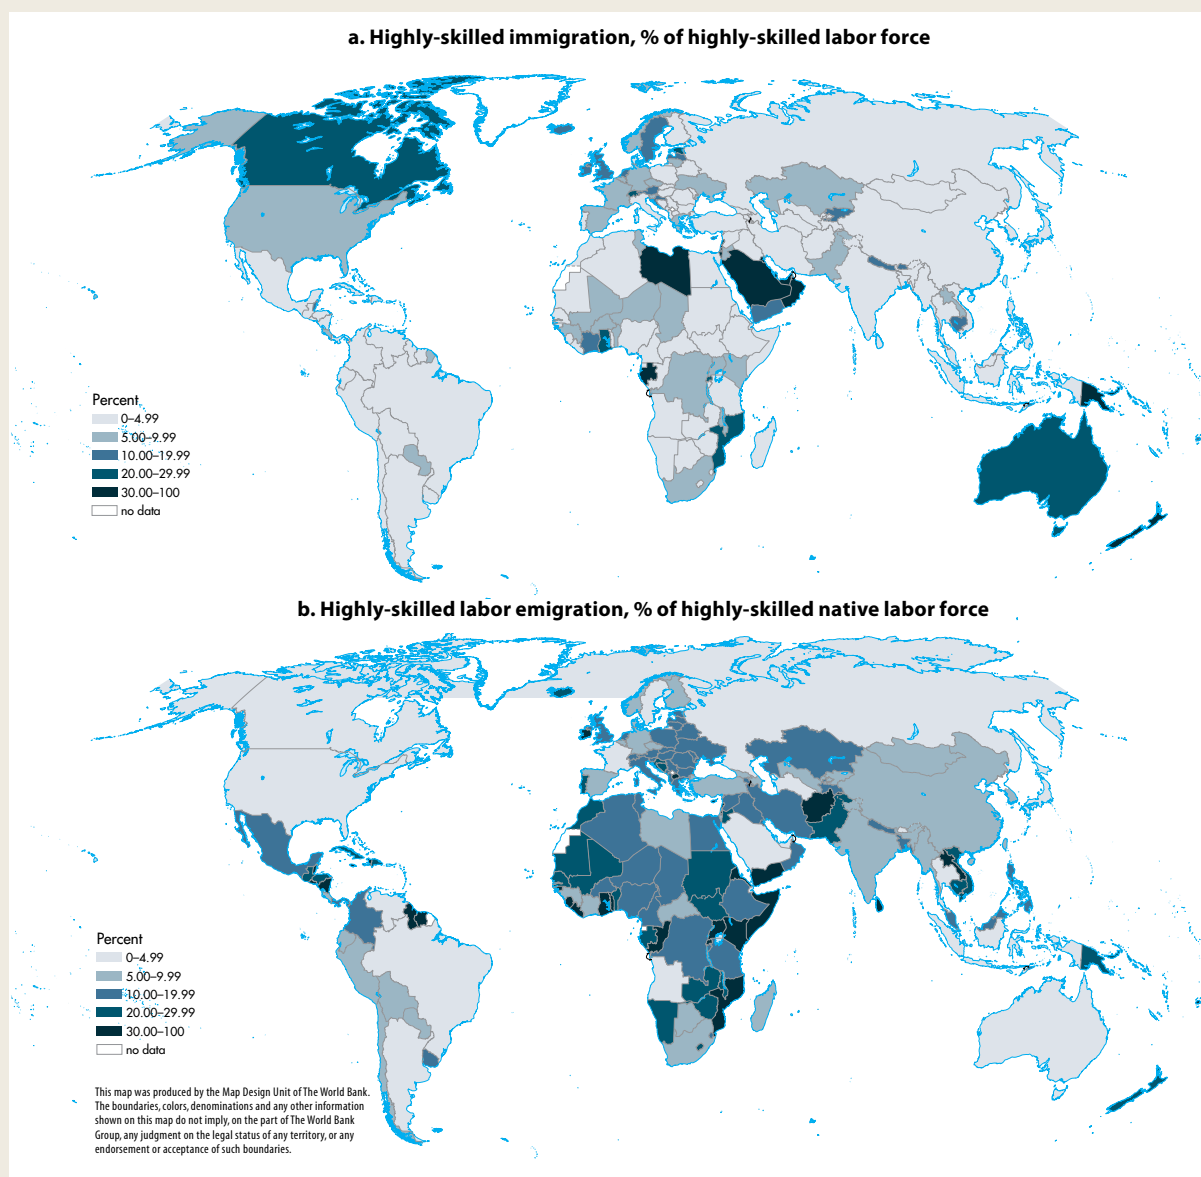 a. Highly-skilled immigration, % of highly-skilled labor force
Percent
0–4.99
5.00–9.99
10.00–19.99
20.00–29.99
30.00–100
no data
b. Highly-skilled labor emigration, % of highly-skilled native labor force
Percent
0–4.99
5.00–9.99
10.00–19.99
20.00–29.99
30.00–100
no data
This map was produced by the Map Design Unit of The World Bank.
The boundaries, colors, denominations and any other information
shown on this map do not imply, on the part of The World Bank
Group, any judgment on the legal status of any territory, or any
endorsement or acceptance of such boundaries.